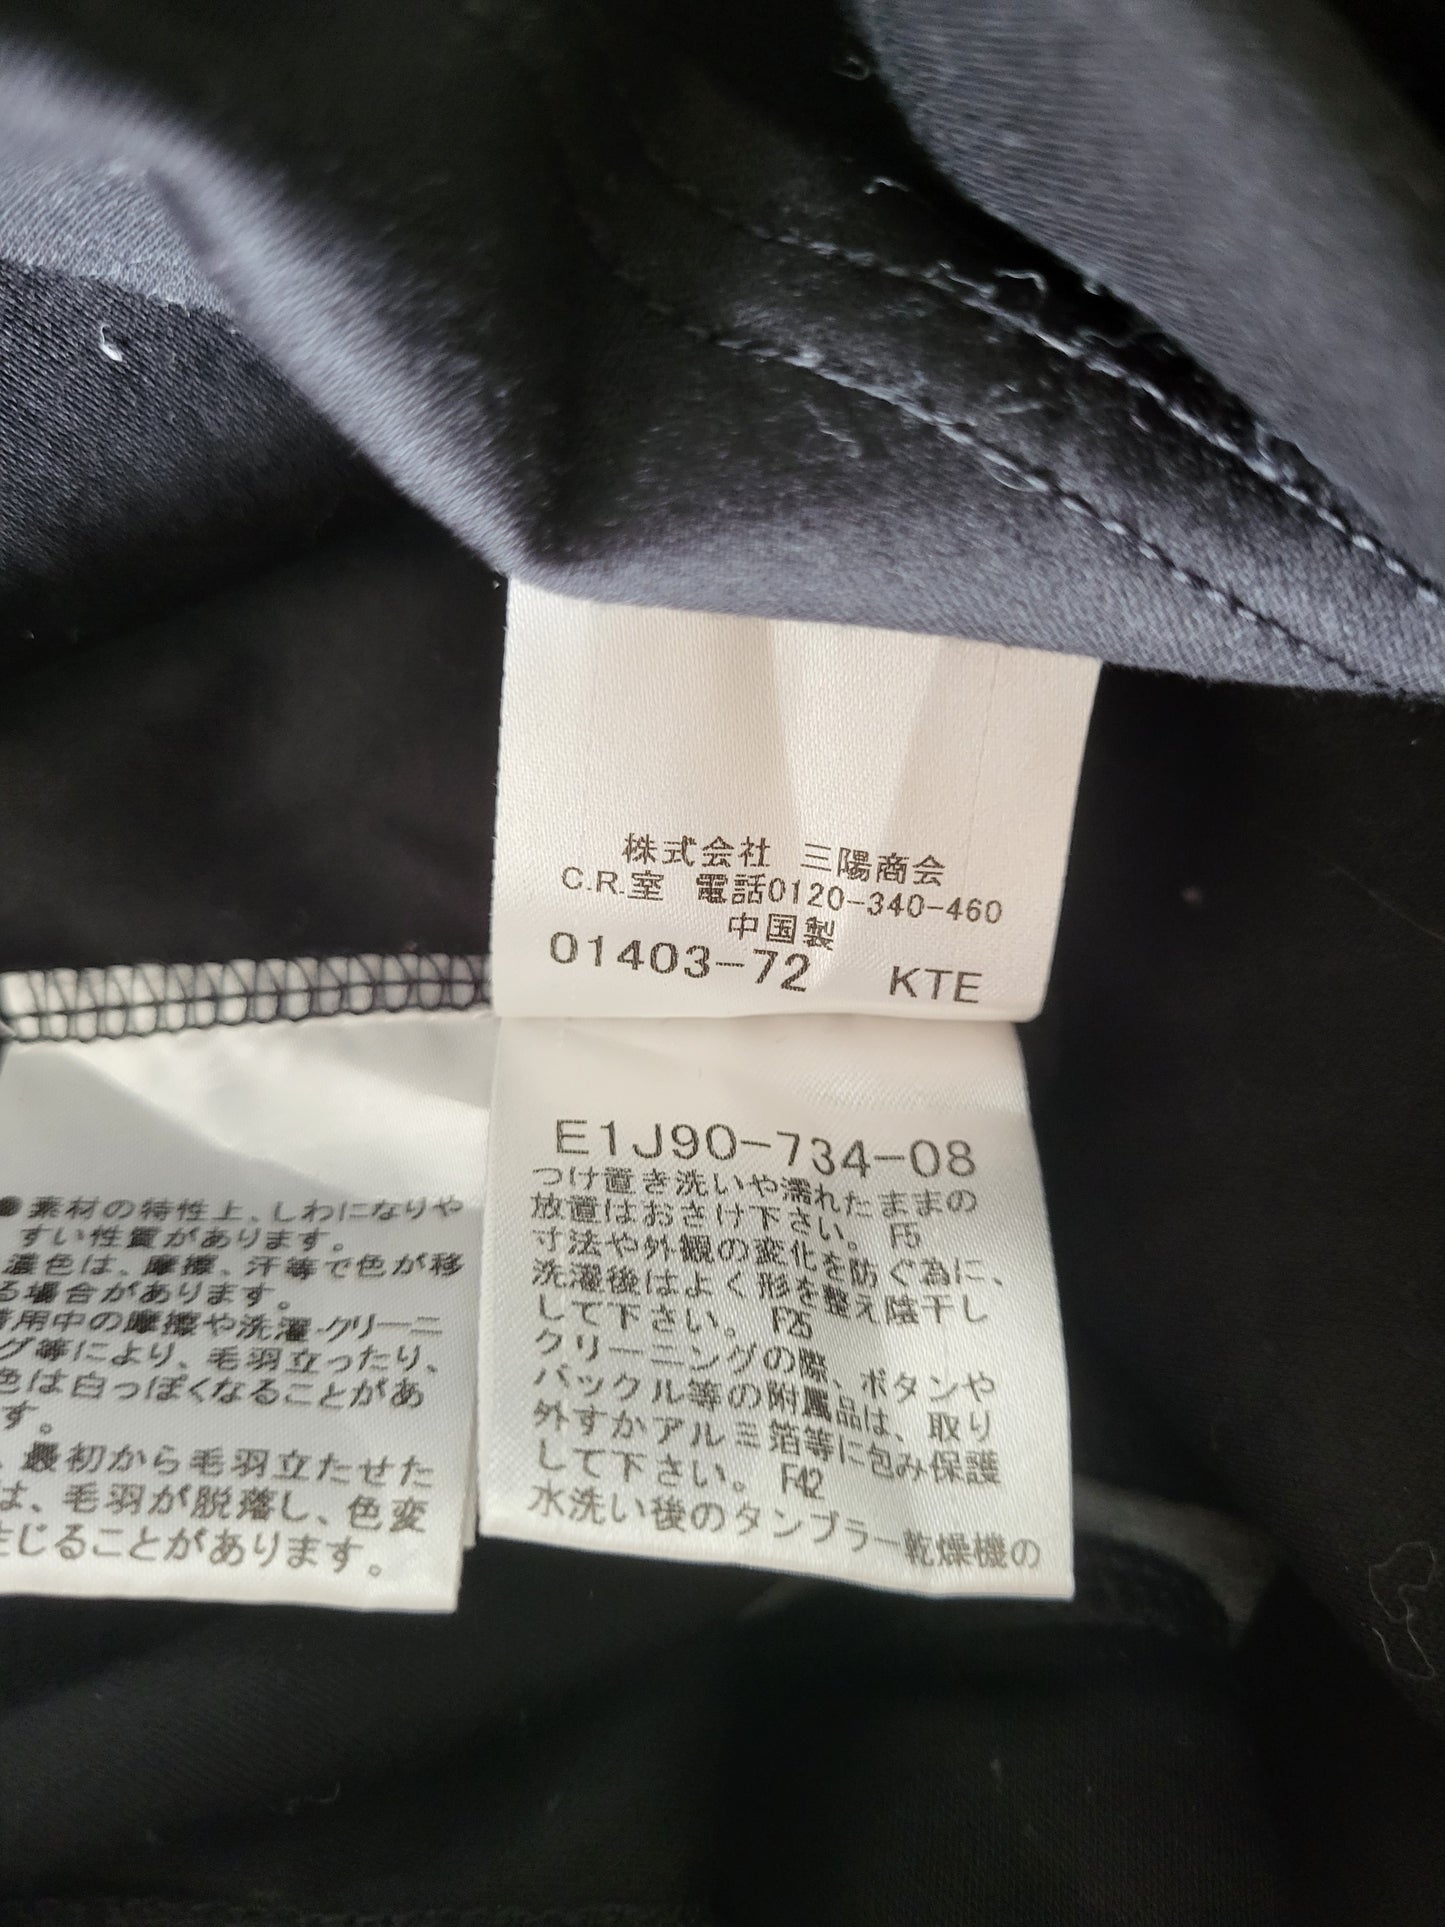 株式会社 三陽商会
C.R.室 電話0120-340-460
中国製
01403-72 KTE
E1J90-734-08
つけ置き洗いや濡れたままの
放置はおさけ下さい。 F5
寸法や外観の変化を防ぐ為に、
洗濯後はよく形を整え陰干し
して下さい。 F25
クリーニングの際、ボタンや
バックル等の附属品は、取り
外すかアルミ箔等に包み保護
して下さい。 F42
水洗い後のタンブラー乾燥機の
●素材の特性上、しわになりや
すい性質があります。
濃色は、摩擦、汗等で色が移
る場合があります。
着用中の摩擦や洗濯・クリーニ
グ等により、毛羽立ったり、
色は白っぽくなることがあ
す。
、最初から毛羽立たせた
は、毛羽が脱落し、色変
生じることがあります。